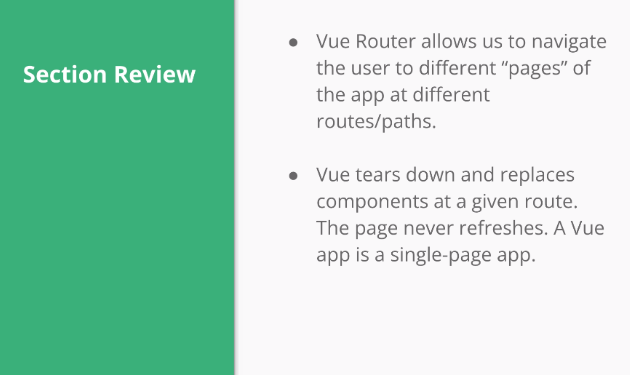 Section Review
● Vue Router allows us to navigate
the user to different “pages” of
the app at different
routes/paths.
● Vue tears down and replaces
components at a given route.
The page never refreshes. A Vue
app is a single-page app.